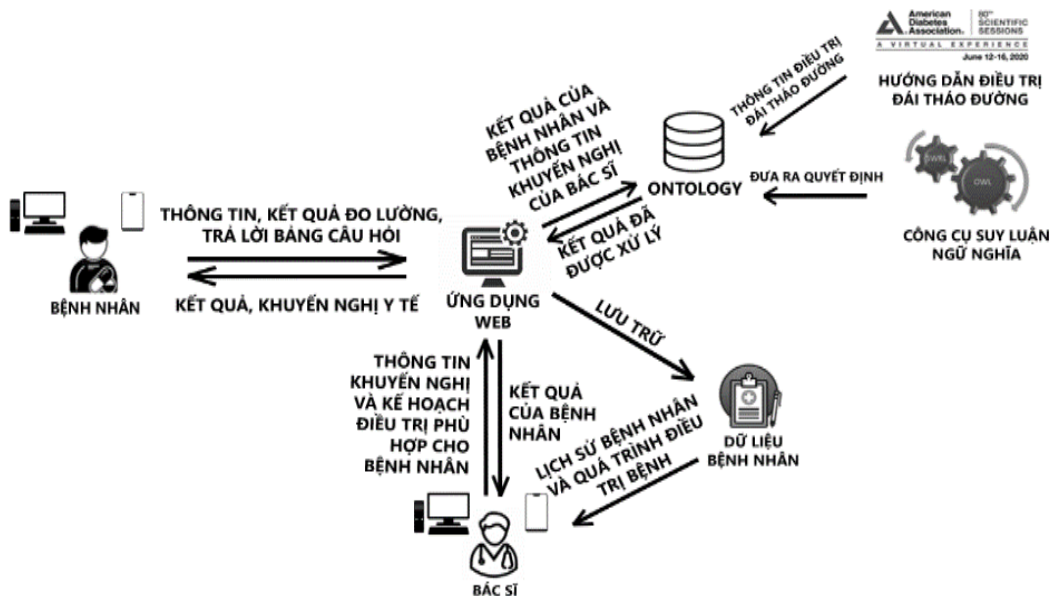 American
Diabetes
Association.
80TH
SCIENTIFIC
SESSIONS
A VIRTUAL EXPERIENCE
June 12-16, 2020
HƯỚNG DẪN ĐIỀU TRỊ
ĐÁI THÁO ĐƯỜNG
THÔNG TIN ĐIỀU TRỊ
ĐÁI THÁO ĐƯỜNG
KẾT QUẢ CỦA
BỆNH NHÂN VÀ
THÔNG TIN
KHUYẾN NGHỊ
CỦA BÁC SĨ
ONTOLOGY
ĐƯA RA QUYẾT ĐỊNH
SWRL
OWL
CÔNG CỤ SUY LUẬN
NGỮ NGHĨA
THÔNG TIN, KẾT QUẢ ĐO LƯỜNG,
TRẢ LỜI BẢNG CÂU HỎI
KẾT QUẢ ĐÃ
ĐƯỢC XỬ LÝ
BỆNH NHÂN
KẾT QUẢ, KHUYẾN NGHỊ Y TẾ
ỨNG DỤNG
WEB
LƯU TRỮ
THÔNG TIN
KHUYẾN NGHỊ
VÀ KẾ HOẠCH
ĐIỀU TRỊ PHÙ
HỢP CHO
BỆNH NHÂN
KẾT QUẢ
CỦA BỆNH
NHÂN
LỊCH SỬ BỆNH NHÂN
VÀ QUÁ TRÌNH ĐIỀU
TRỊ BỆNH
DỮ LIỆU
BỆNH NHÂN
BÁC SĨ